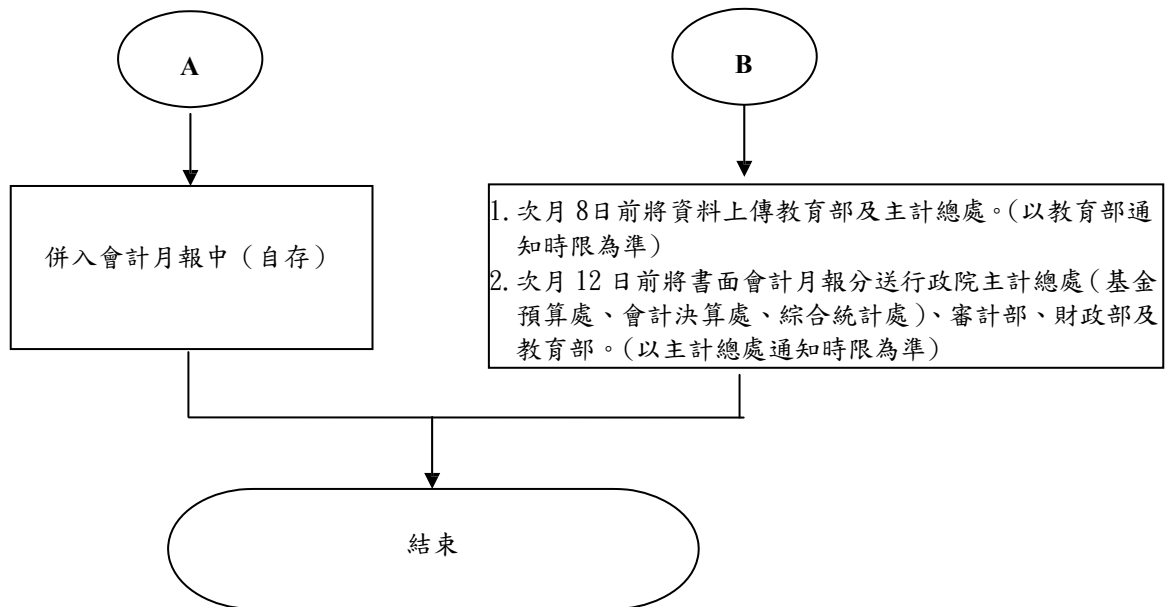 A
B
併入會計月報中（自存）
1. 次月 8日前將資料上傳教育部及主計總處。(以教育部通
知時限為準)
2. 次月 12 日前將書面會計月報分送行政院主計總處(基金
預算處、會計決算處、綜合統計處)、審計部、財政部及
教育部。(以主計總處通知時限為準)
結束